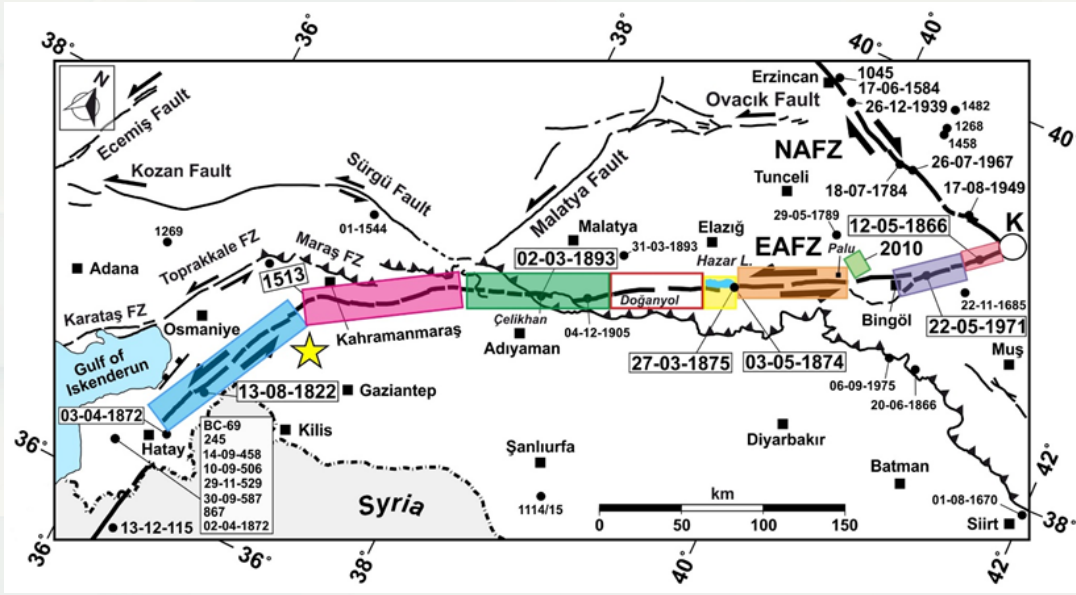 38°
36°
38°
40°
40°
N
Ecemiş Fault
Erzincan
1045
17-06-1584
26-12-1939
1482
1268
1458
Ovacık Fault
40
NAFZ
Kozan Fault
Sürgü Fault
Malatya Fault
Tunceli
26-07-1967
18-07-1784
17-08-1949
01-1544
1269
29-05-1789
12-05-1866
K
Toprakkale FZ
Maraş FZ
Malatya
Elazığ
EAFZ
Palu
2010
31-03-1893
02-03-1893
Hazar L.
Adana
1513
Karataş FZ
Osmaniye
Kahramanmaraş
Çelikhan
Doğanyol
04-12-1905
Adıyaman
Bingöl
22-11-1685
22-05-1971
Muş
Gulf of
Iskenderun
27-03-1875
03-05-1874
06-09-1975
20-06-1866
13-08-1822
Gaziantep
03-04-1872
Hatay
Kilis
BC-69
245
14-09-458
10-09-506
29-11-529
30-09-587
867
02-04-1872
Şanlıurfa
Diyarbakır
Batman
42°
36°
Syria
1114/15
km
0
50
100
150
01-08-1670
Siirt
38°
13-12-115
36°
36°
38°
40°
42°